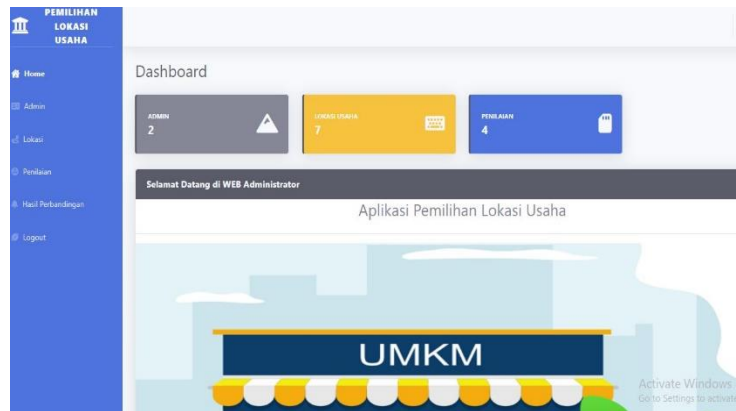 PEMILIHAN
LOKASI
USAHA
Home
Admin
Lokasi
Penilaian
Hasil Perbandingan
Logout
Dashboard
ADMIN
2
LOKASI USAHA
7
PENILAIAN
4
Selamat Datang di WEB Administrator
Aplikasi Pemilihan Lokasi Usaha
UMKM
Activate Windows
Go to Settings to activate